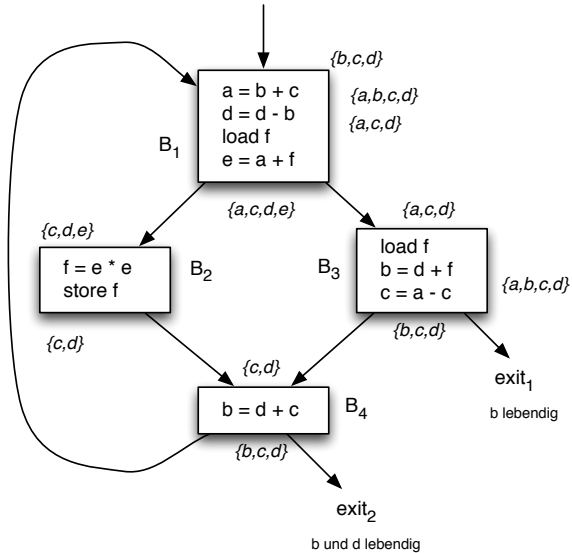 {b,c,d}
a = b + c
d = d - b
load f
e = a + f
{a,b,c,d}
{a,c,d}
B1
{a,c,d,e}
{a,c,d}
{c,d,e}
f = e * e
store f
B2
B3
load f
b = d + f
c = a - c
{a,b,c,d}
{c,d}
{b,c,d}
{c,d}
exit1
b lebendig
b = d + c
B4
{b,c,d}
exit2
b und d lebendig